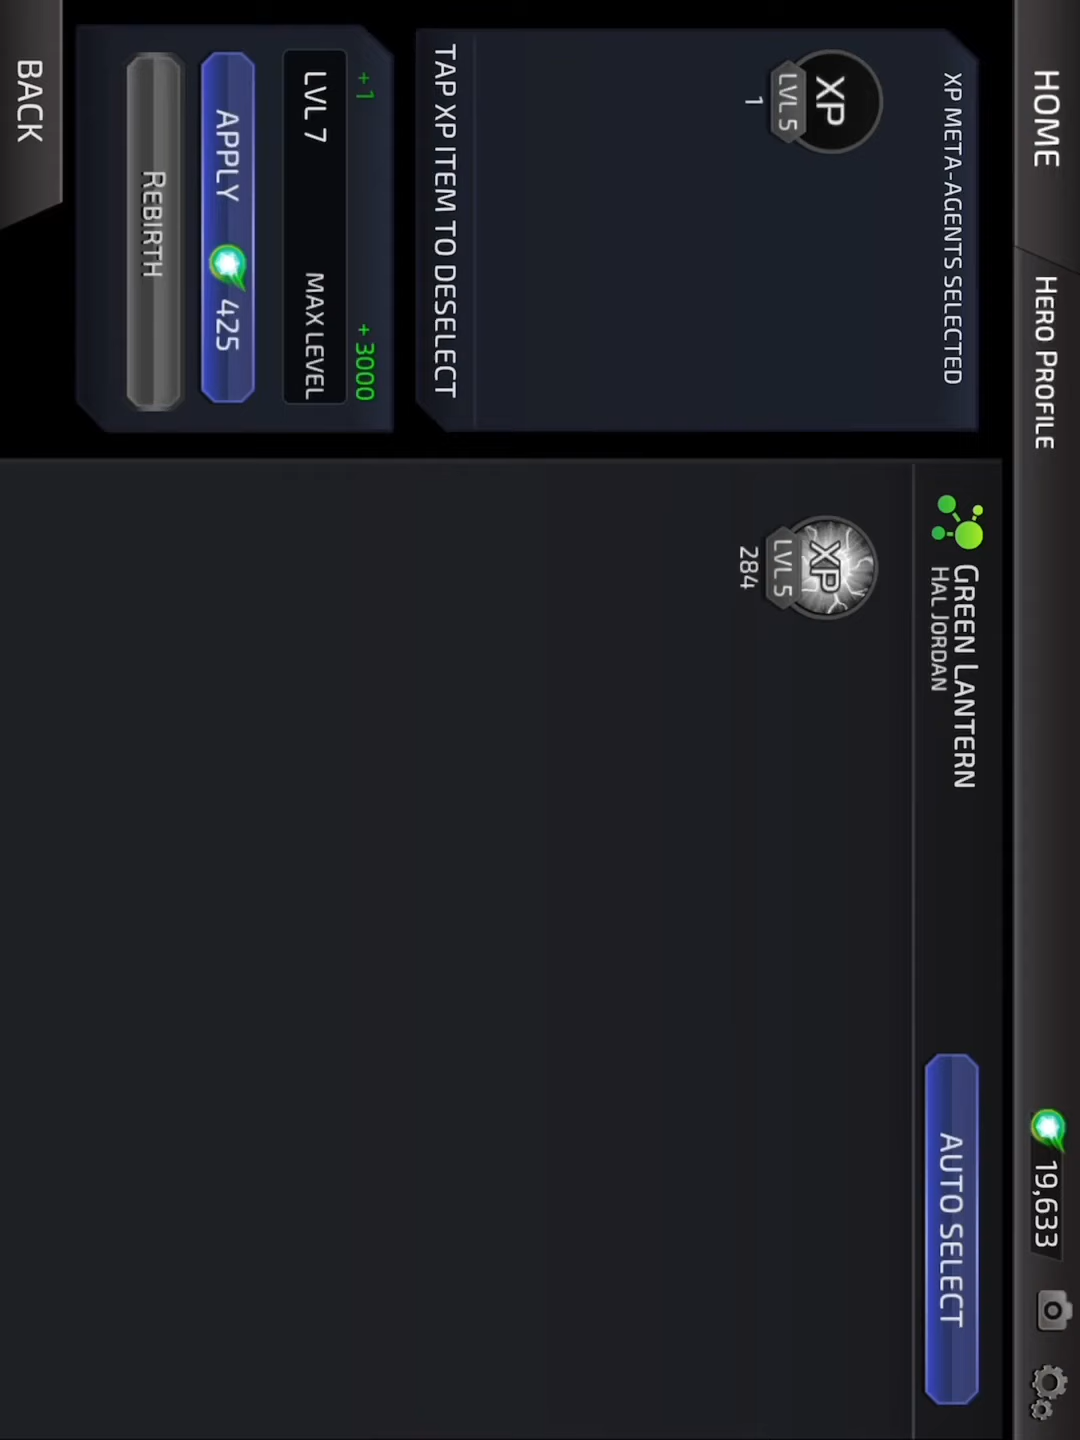 HOME
HERO PROFILE
19,633
XP META-AGENTS SELECTED
XP
LVL 5
1
TAP XP ITEM TO DESELECT
+1
+3000
LVL 7
MAX LEVEL
APPLY 425
REBIRTH
BACK
GREEN LANTERN
HAL JORDAN
AUTO SELECT
XP
LVL 5
284